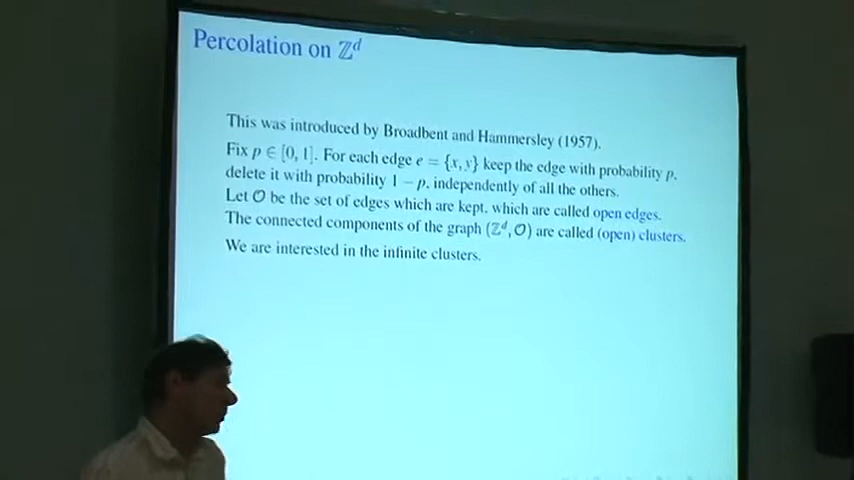 Percolation on ℤᵈ
This was introduced by Broadbent and Hammersley (1957).
Fix p ∈ [0, 1]. For each edge e = {x, y} keep the edge with probability p,
delete it with probability 1 − p, independently of all the others.
Let 𝒪 be the set of edges which are kept, which are called open edges.
The connected components of the graph (ℤᵈ, 𝒪) are called (open) clusters.
We are interested in the infinite clusters.